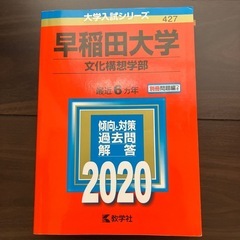 大学入試シリーズ
427
早稲田大学
文化構想学部
最近6カ年
別冊問題編
傾向と対策
過去問
解答
2020
教学社